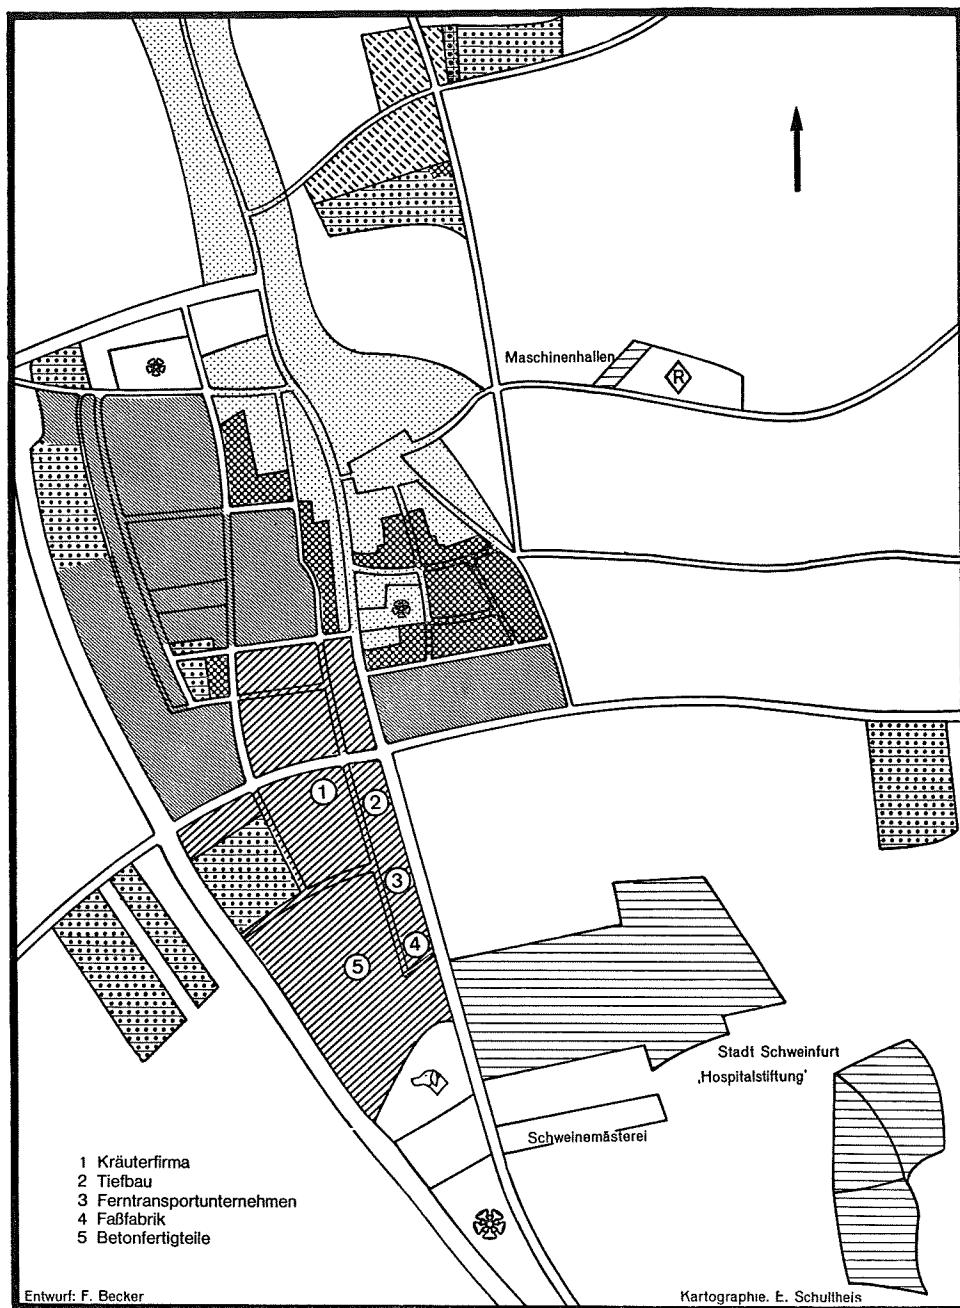 Maschinenhallen
R
1
2
3
4
5
Stadt Schweinfurt
‚Hospitalstiftung'
Schweinemästerei
1 Kräuterfirma
2 Tiefbau
3 Ferntransportunternehmen
4 Faßfabrik
5 Betonfertigteile
Entwurf: F. Becker
Kartographie. E. Schultheis